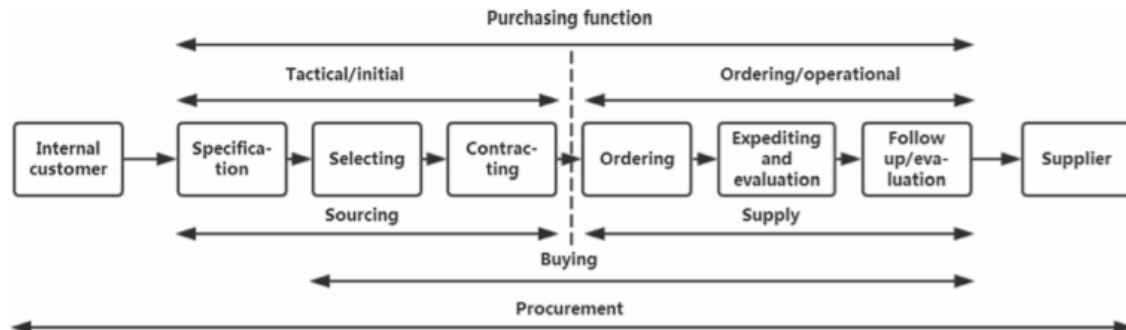 Purchasing function
Tactical/initial
Ordering/operational
Internal
customer
Specifica-
tion
Selecting
Contrac-
ting
Ordering
Expediting
and
evaluation
Follow
up/eva-
luation
Supplier
Sourcing
Supply
Buying
Procurement